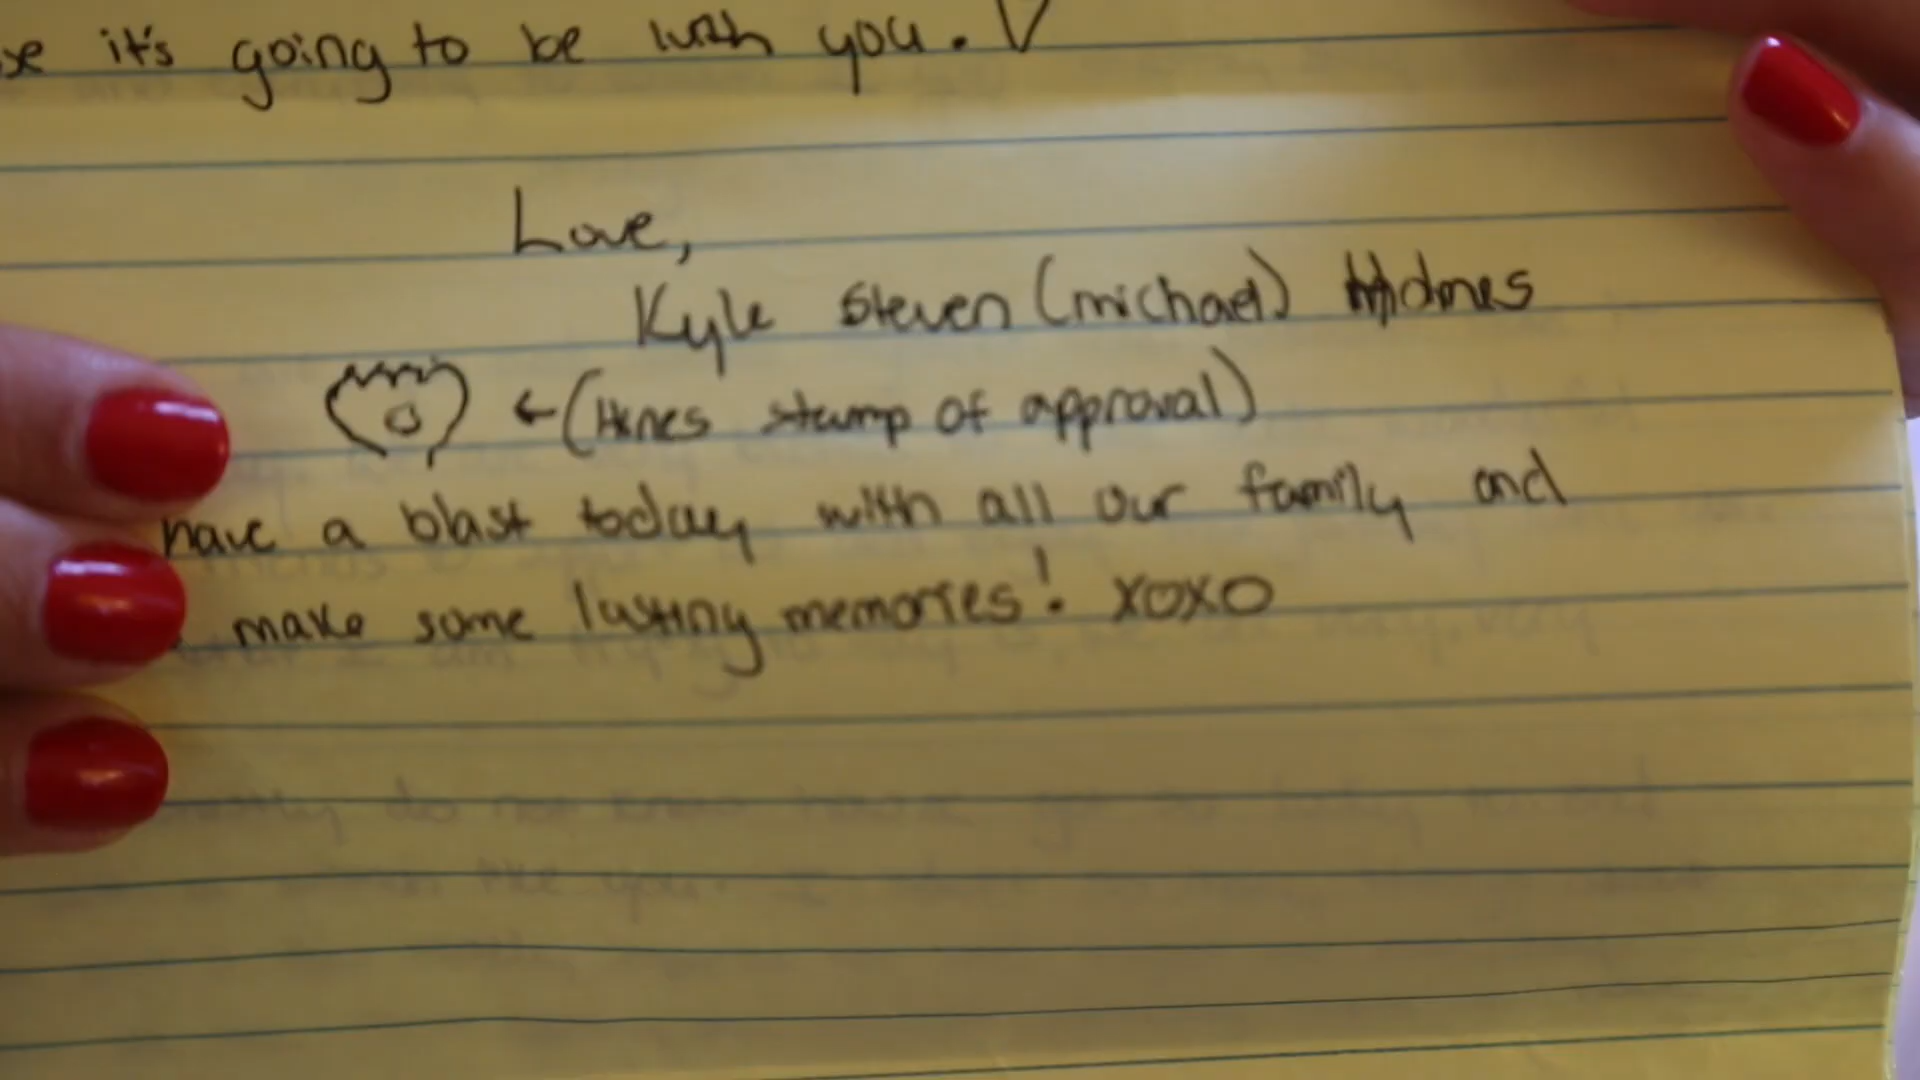 it's going to be with you.
Love,
Kyle Steven (michael) Holmes
←(Hines stamp of approval)
have a blast today with all our family and
make some lasting memories! xoxo